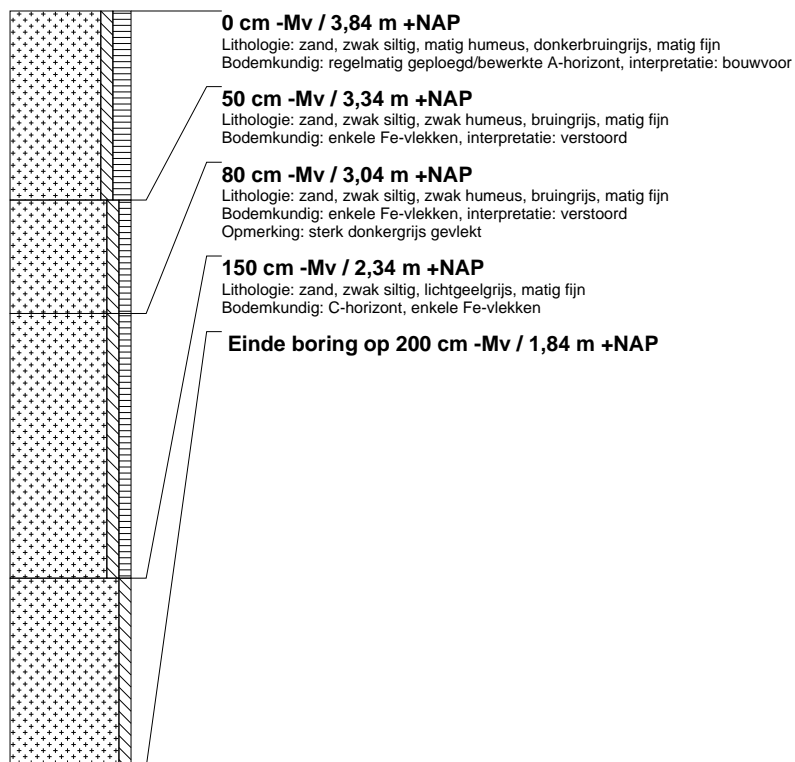 0 cm -Mv / 3,84 m +NAP
Lithologie: zand, zwak siltig, matig humeus, donkerbruingrijs, matig fijn
Bodemkundig: regelmatig geploegd/bewerkte A-horizont, interpretatie: bouwvoor
50 cm -Mv / 3,34 m +NAP
Lithologie: zand, zwak siltig, zwak humeus, bruingrijs, matig fijn
Bodemkundig: enkele Fe-vlekken, interpretatie: verstoord
80 cm -Mv / 3,04 m +NAP
Lithologie: zand, zwak siltig, zwak humeus, bruingrijs, matig fijn
Bodemkundig: enkele Fe-vlekken, interpretatie: verstoord
Opmerking: sterk donkergrijs gevlekt
150 cm -Mv / 2,34 m +NAP
Lithologie: zand, zwak siltig, lichtgeelgrijs, matig fijn
Bodemkundig: C-horizont, enkele Fe-vlekken
Einde boring op 200 cm -Mv / 1,84 m +NAP